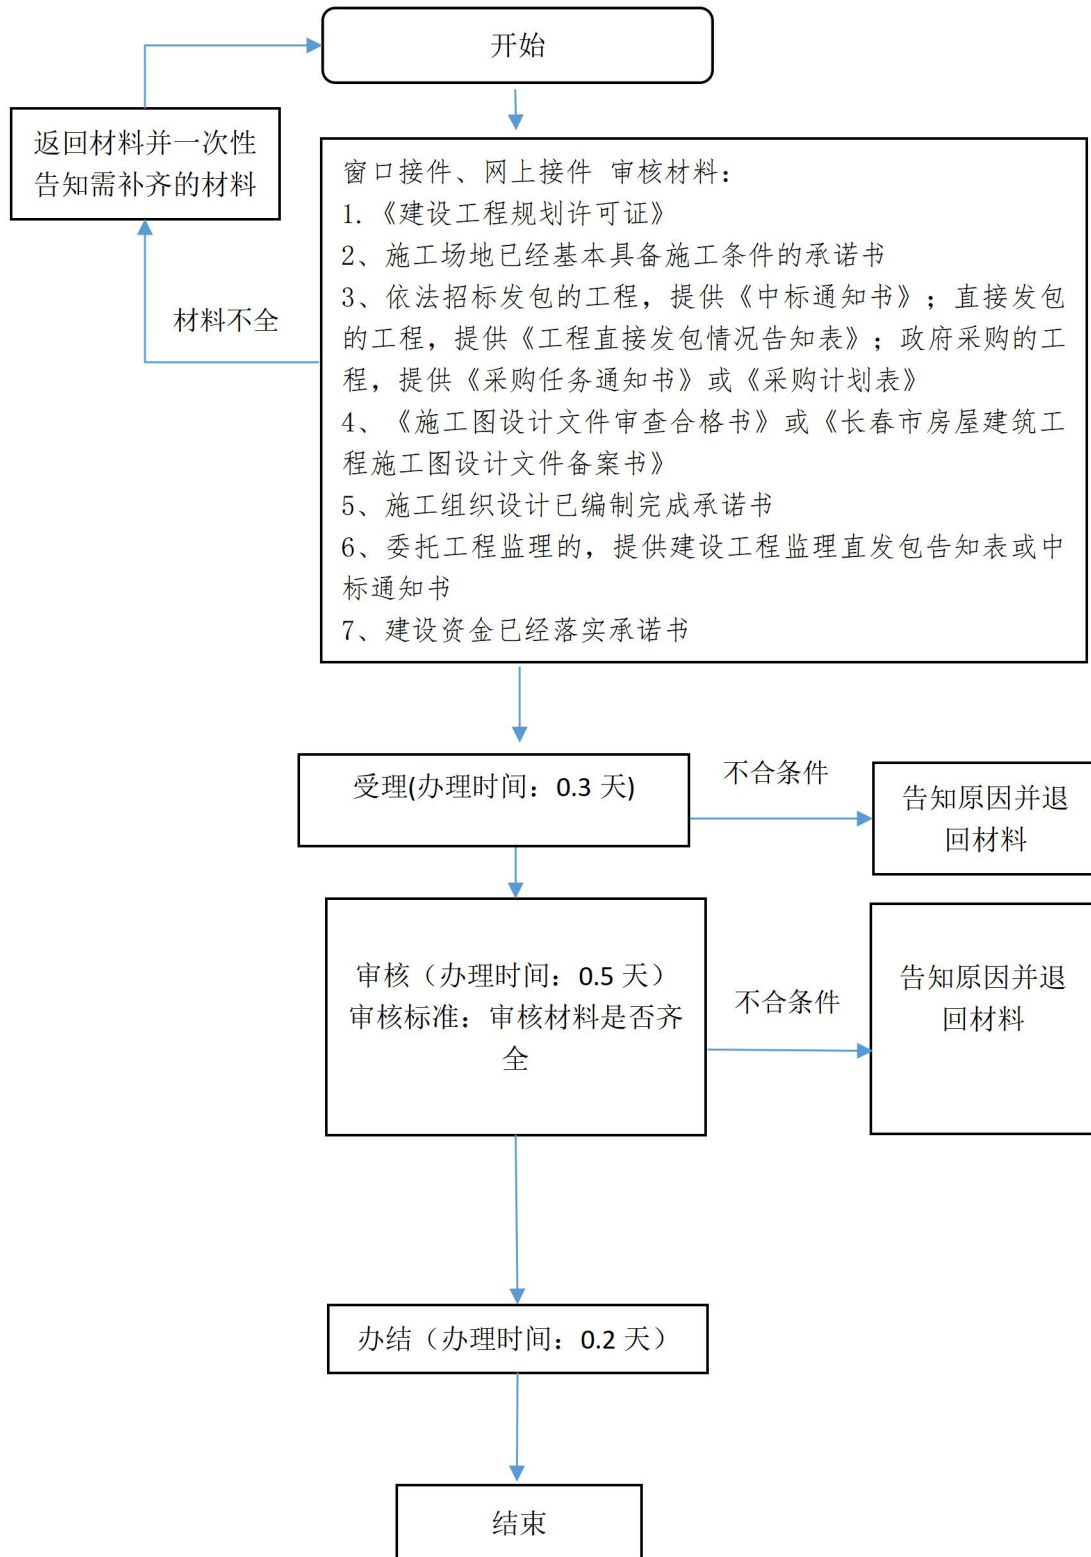 开始
返回材料并一次性
告知需补齐的材料
材料不全
窗口接件、网上接件 审核材料：
1.《建设工程规划许可证》
2、施工场地已经基本具备施工条件的承诺书
3、依法招标发包的工程，提供《中标通知书》；直接发包
的工程，提供《工程直接发包情况告知表》；政府采购的工
程，提供《采购任务通知书》或《采购计划表》
4、《施工图设计文件审查合格书》或《长春市房屋建筑工
程施工图设计文件备案书》
5、施工组织设计已编制完成承诺书
6、委托工程监理的，提供建设工程监理直发包告知表或中
标通知书
7、建设资金已经落实承诺书
受理(办理时间：0.3 天)
不合条件
告知原因并退
回材料
审核（办理时间：0.5 天）
审核标准：审核材料是否齐
全
不合条件
告知原因并退
回材料
办结（办理时间：0.2 天）
结束